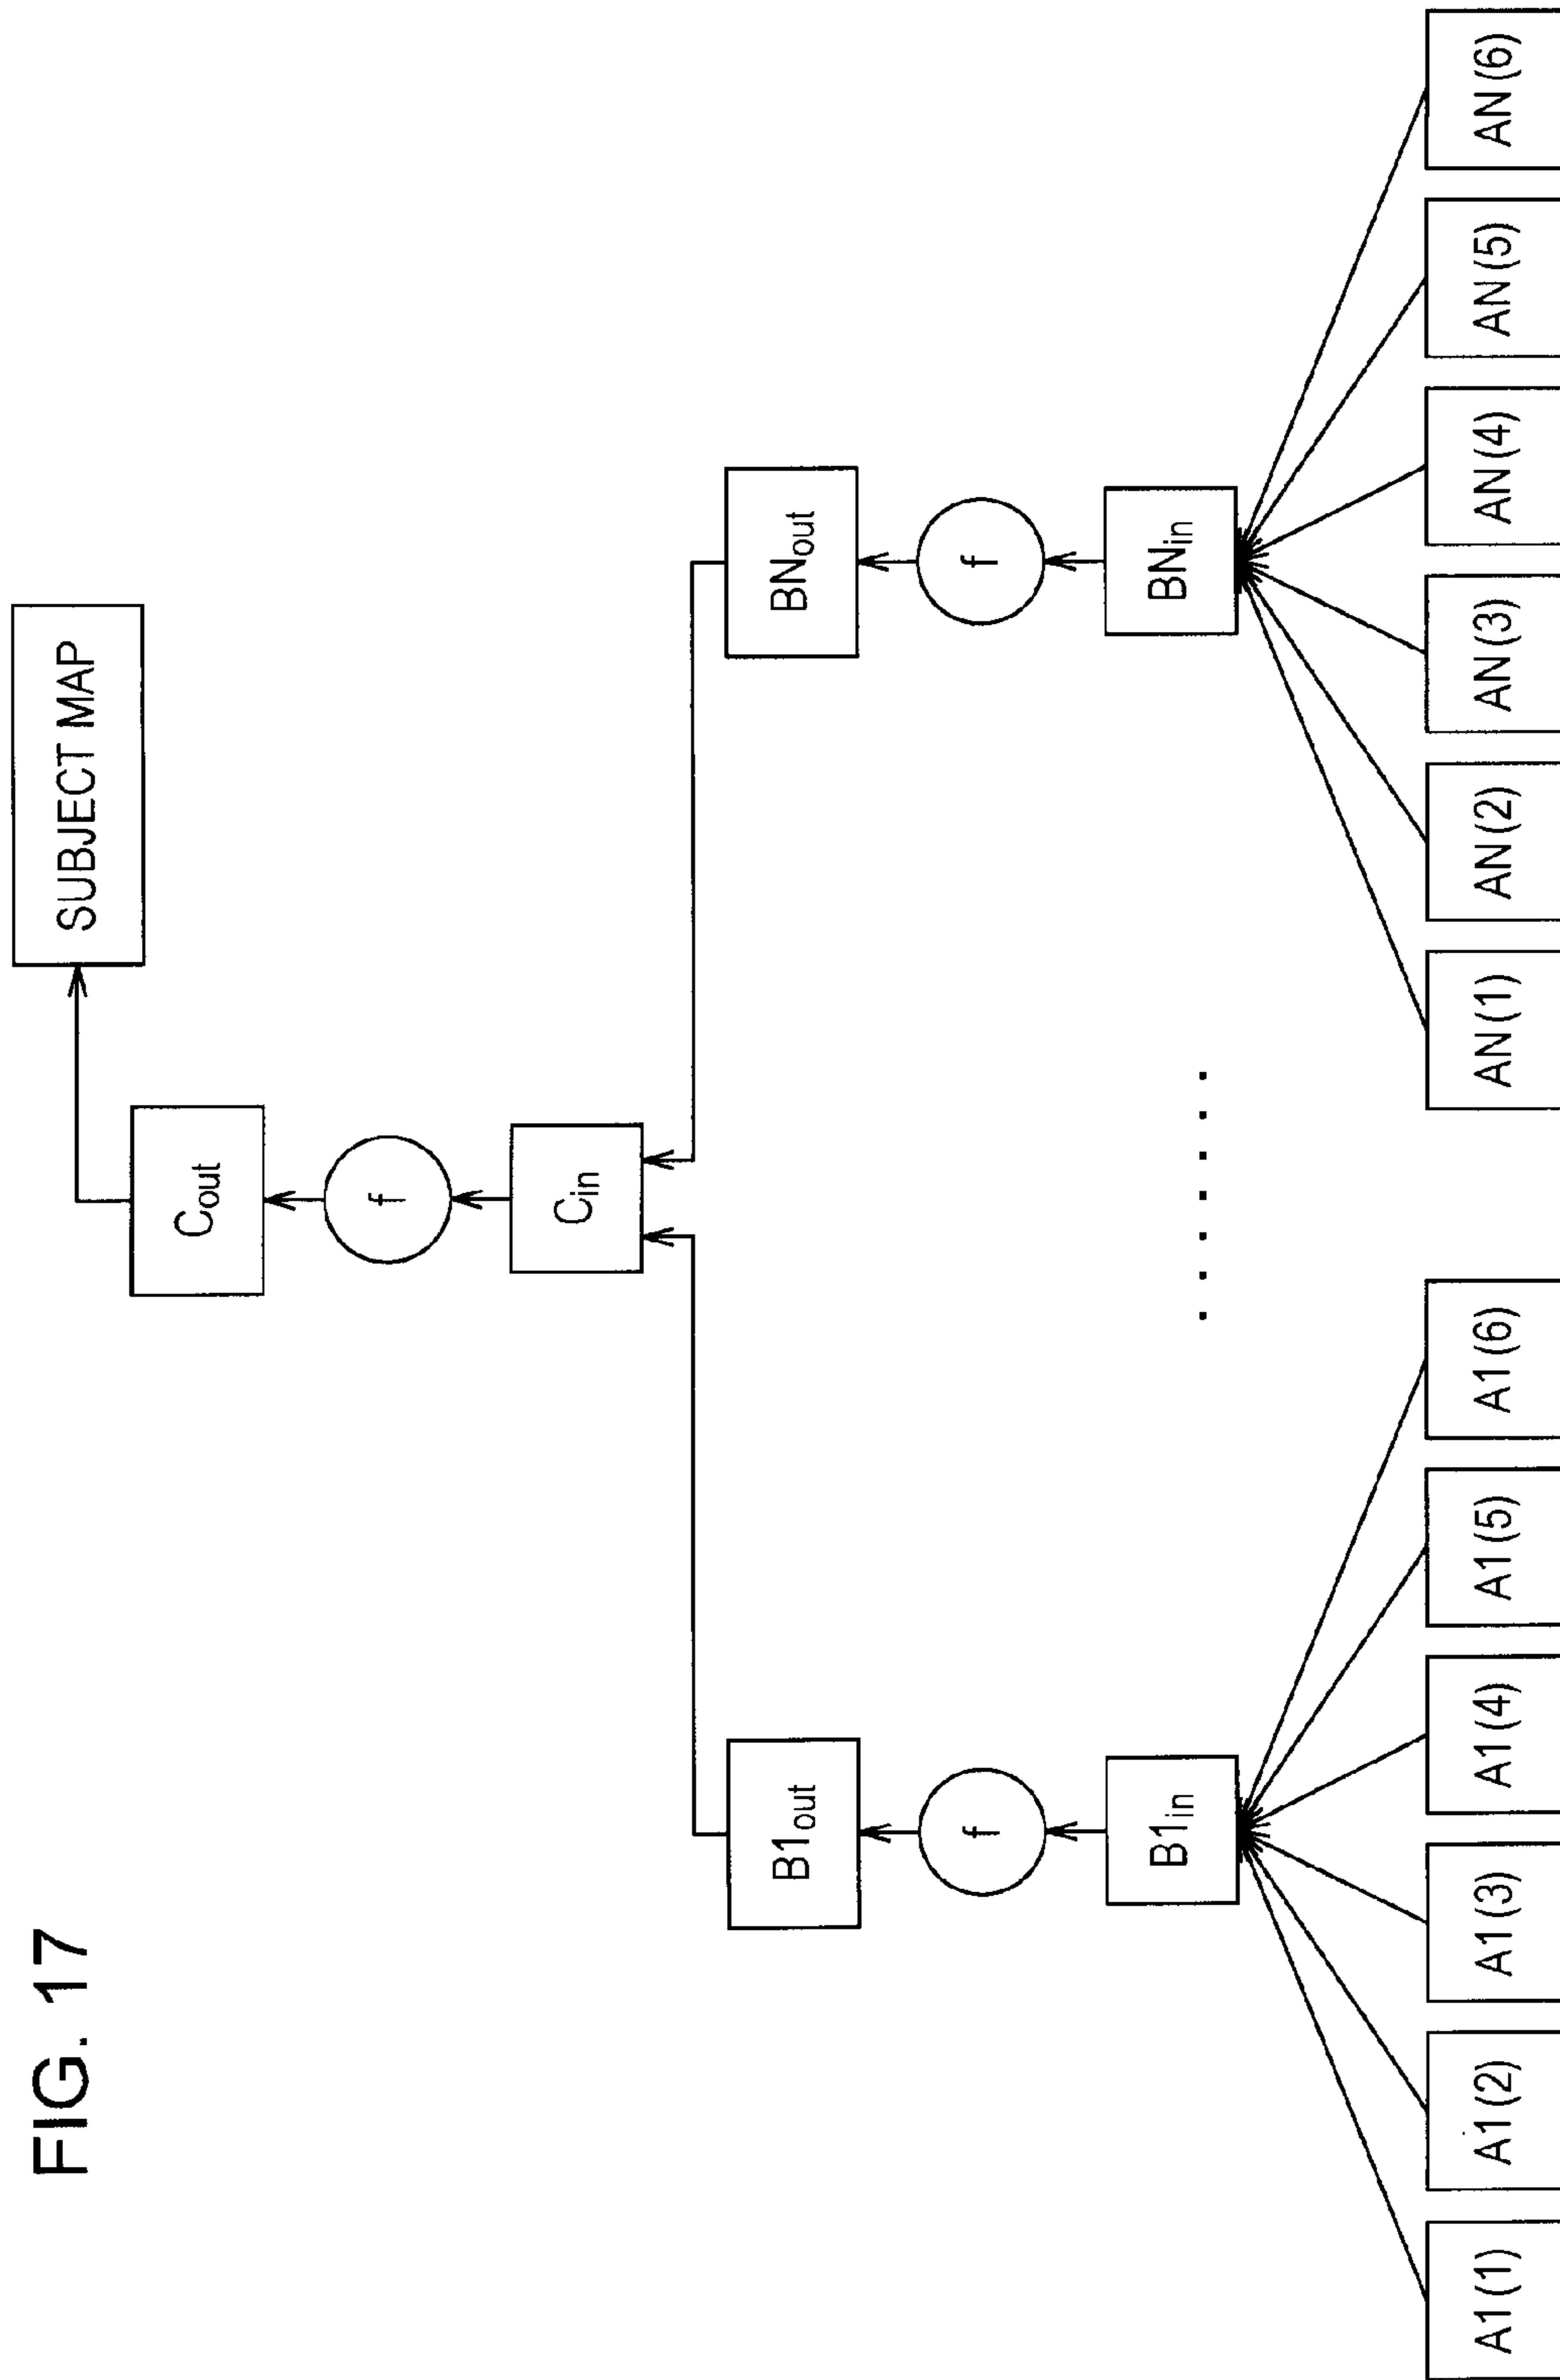 FIG. 17
SUBJECT MAP
Cout
f
Cin
B1out
BNout
f
f
B1in
BNin
. . . . . . .
A1(1)
A1(2)
A1(3)
A1(4)
A1(5)
A1(6)
AN(1)
AN(2)
AN(3)
AN(4)
AN(5)
AN(6)